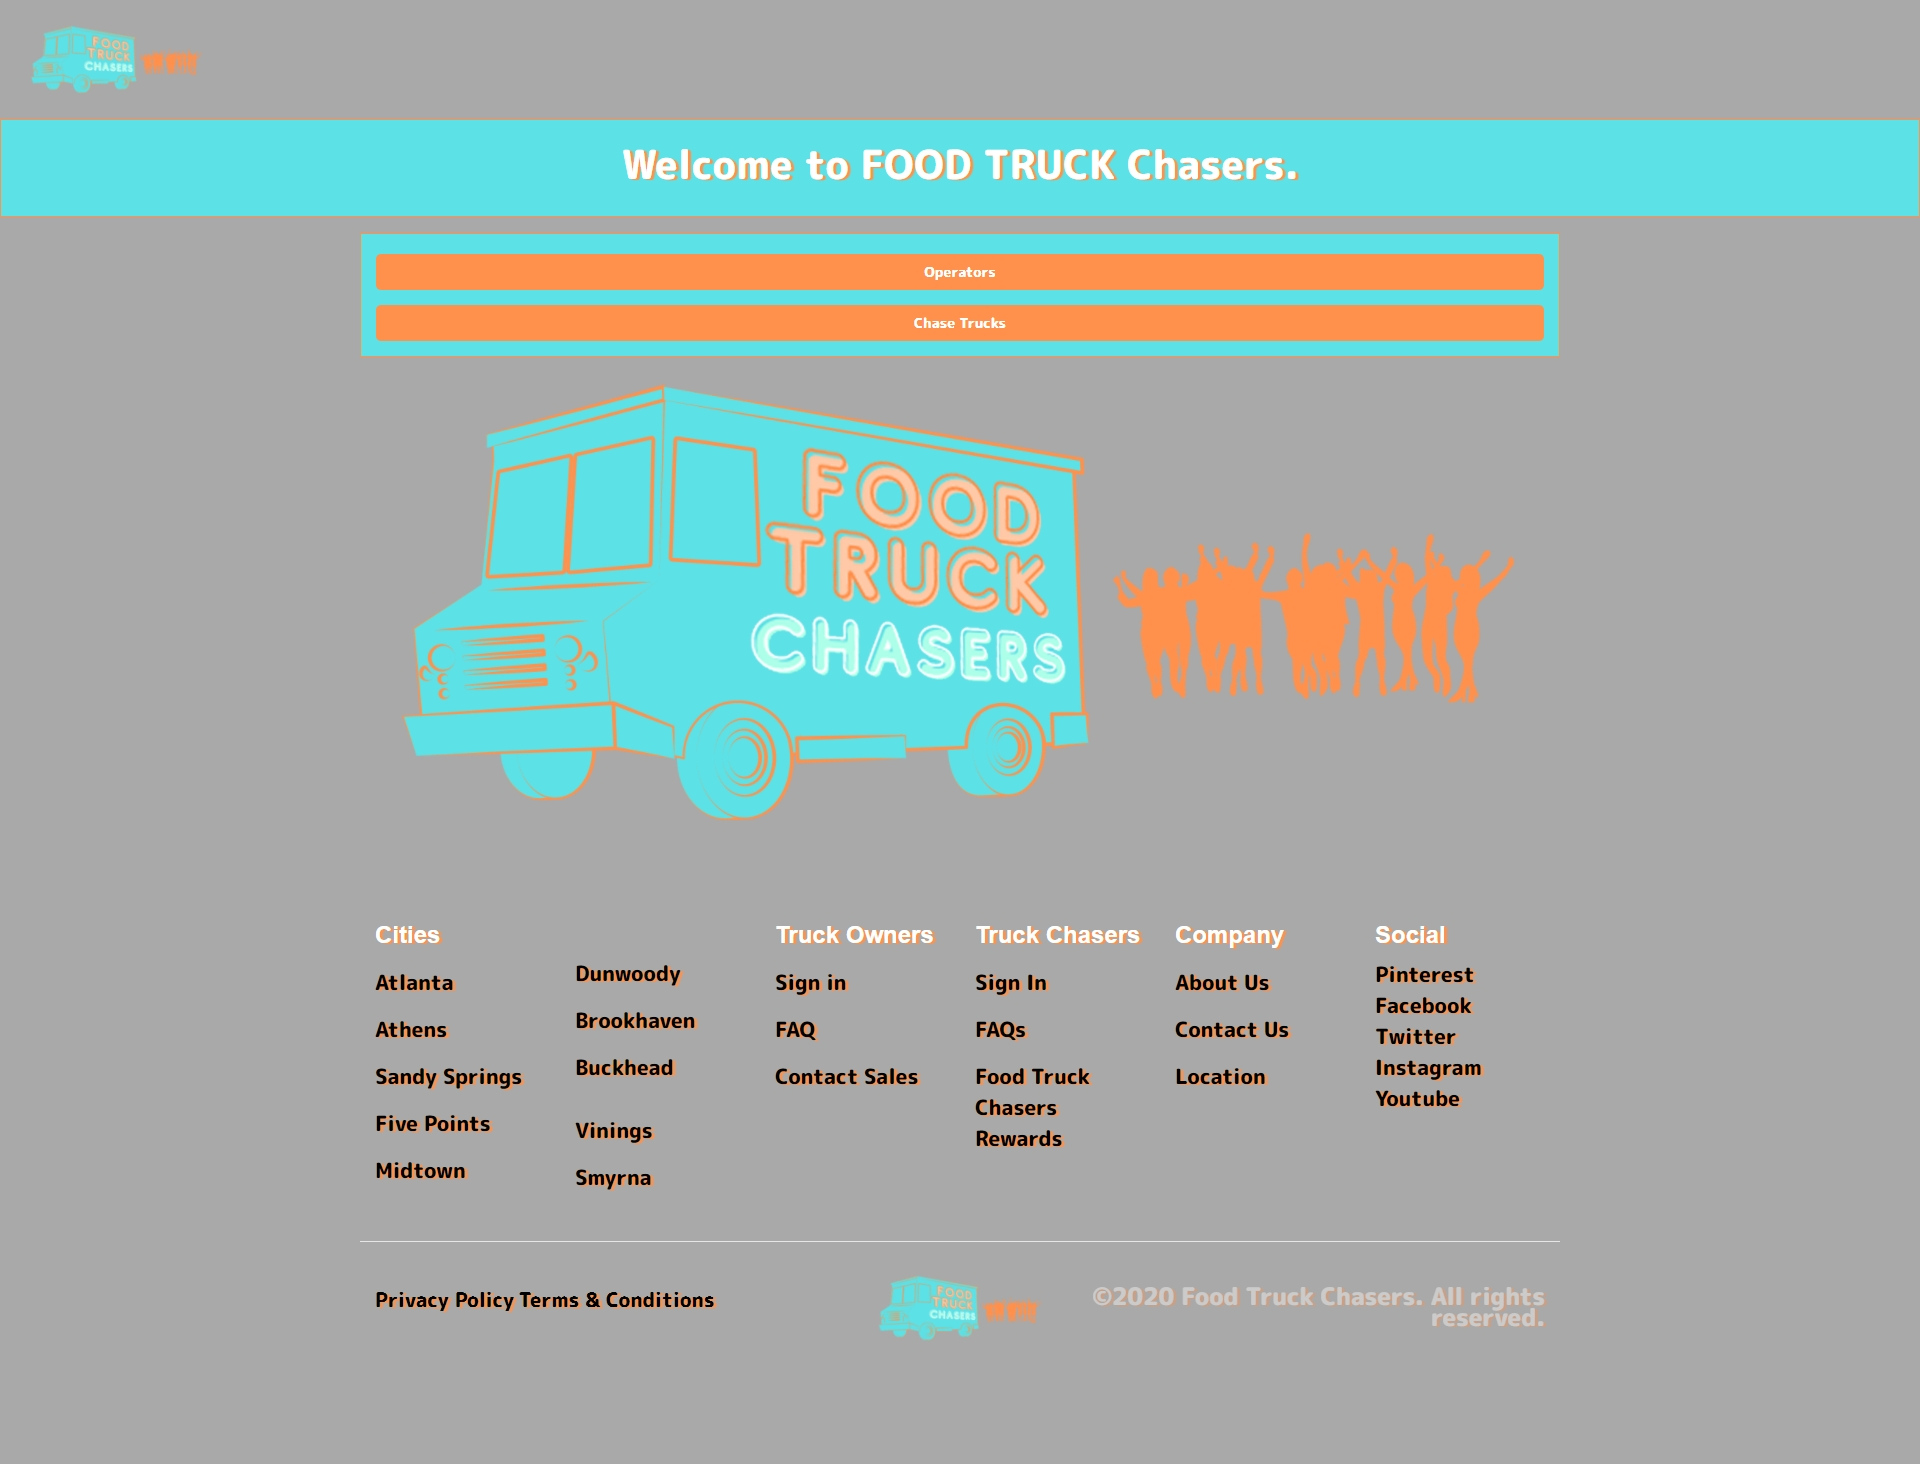 FOOD
TRUCK
CHASERS
Welcome to FOOD TRUCK Chasers.
Operators
Chase Trucks
FOOD
TRUCK
CHASERS
Cities
Atlanta
Athens
Sandy Springs
Five Points
Midtown
Dunwoody
Brookhaven
Buckhead
Vinings
Smyrna
Truck Owners
Sign in
FAQ
Contact Sales
Truck Chasers
Sign In
FAQs
Food Truck
Chasers
Rewards
Company
About Us
Contact Us
Location
Social
Pinterest
Facebook
Twitter
Instagram
Youtube
Privacy Policy Terms & Conditions
FOOD
TRUCK
CHASERS
©2020 Food Truck Chasers. All rights
reserved.